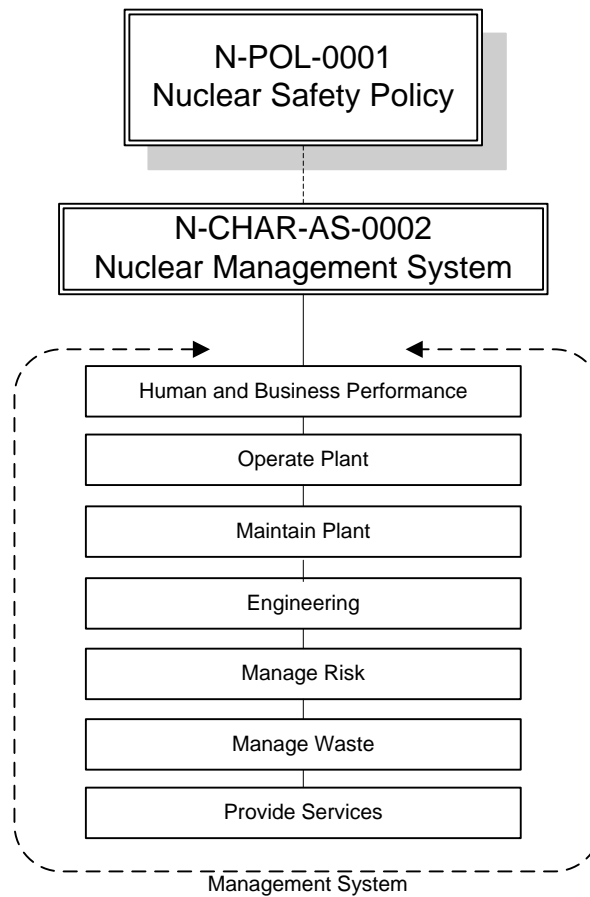 N-POL-0001
Nuclear Safety Policy
N-CHAR-AS-0002
Nuclear Management System
Human and Business Performance
Operate Plant
Maintain Plant
Engineering
Manage Risk
Manage Waste
Provide Services
Management System